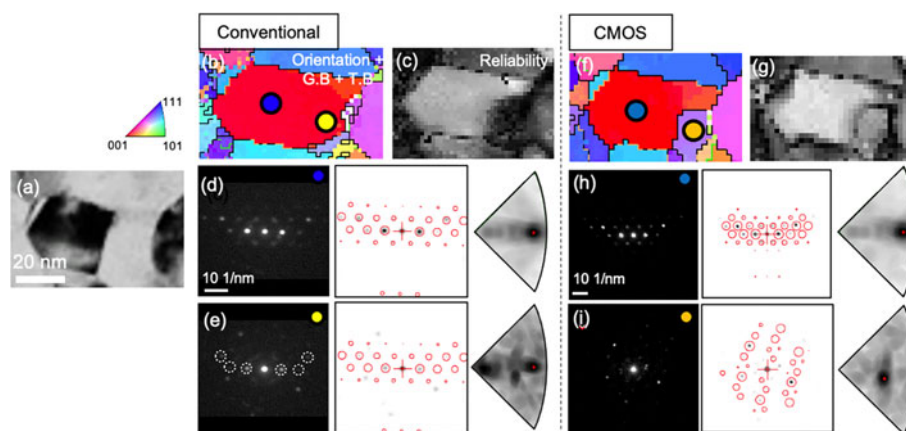 Conventional
CMOS
(b)
Orientation +
G.B + T.B
(c)
Reliability
(f)
(g)
111
001
101
(a)
20 nm
(d)
10 1/nm
(h)
10 1/nm
(e)
(i)